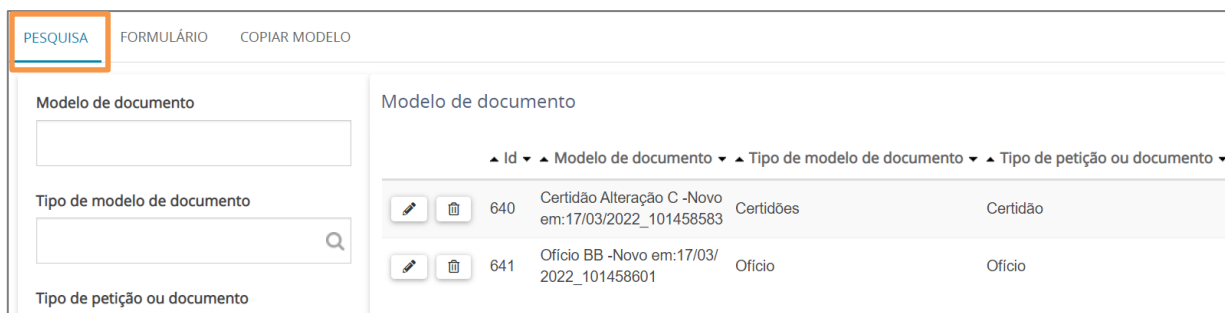 PESQUISA FORMULÁRIO COPIAR MODELO
Modelo de documento
Tipo de modelo de documento
Tipo de petição ou documento
Modelo de documento
Id Modelo de documento Tipo de modelo de documento Tipo de petição ou documento
640 Certidão Alteração C -Novo Certidões Certidão
em:17/03/2022_101458583
641 Ofício BB -Novo em:17/03/ Ofício Ofício
2022_101458601